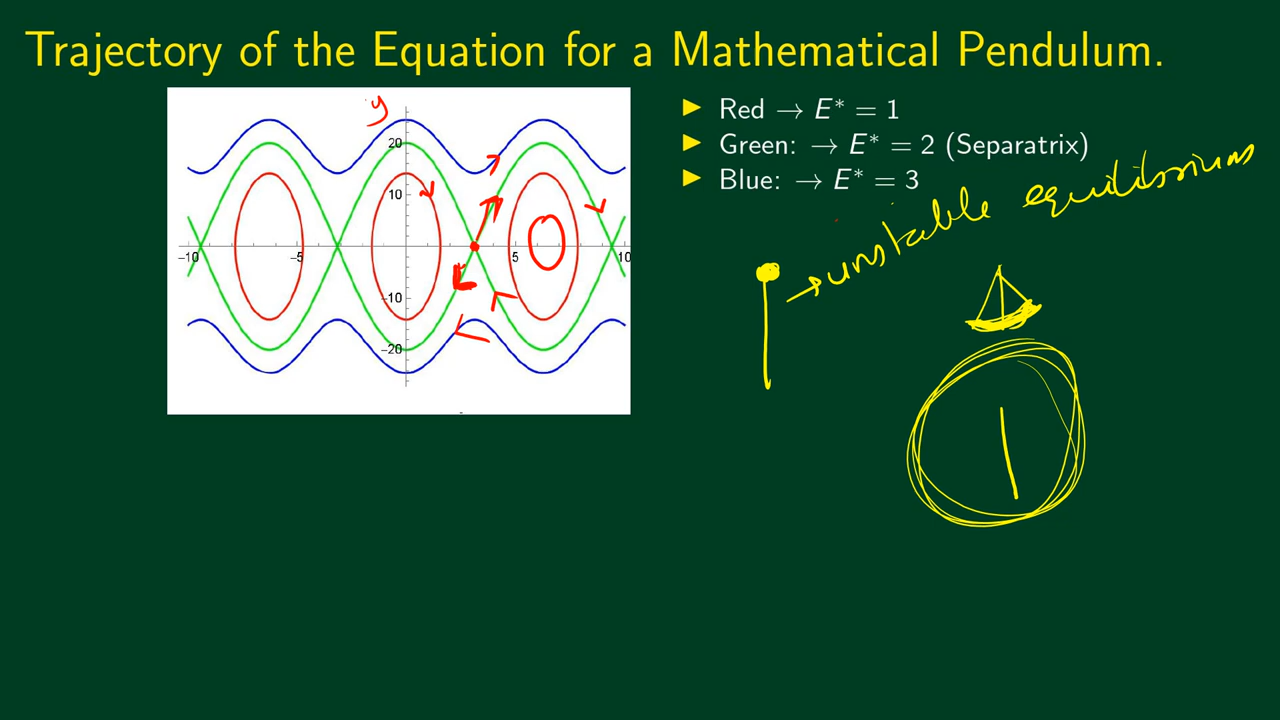 Trajectory of the Equation for a Mathematical Pendulum.
y
20
10
−10
−5
5
10
−10
−20
▶ Red → E* = 1
▶ Green: → E* = 2 (Separatrix)
▶ Blue: → E* = 3
→ unstable equilibrium